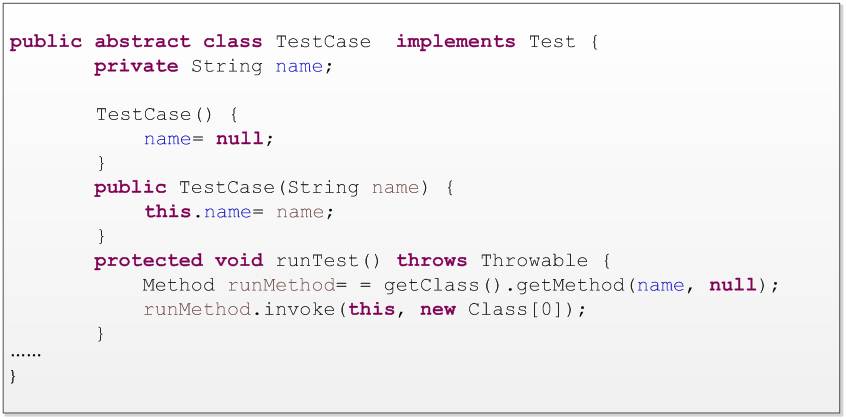 public abstract class TestCase  implements Test {
private String name;
TestCase() {
name= null;
}
public TestCase(String name) {
this.name= name;
}
protected void runTest() throws Throwable {
Method runMethod= = getClass().getMethod(name, null);
runMethod.invoke(this, new Class[0]);
}
……
}